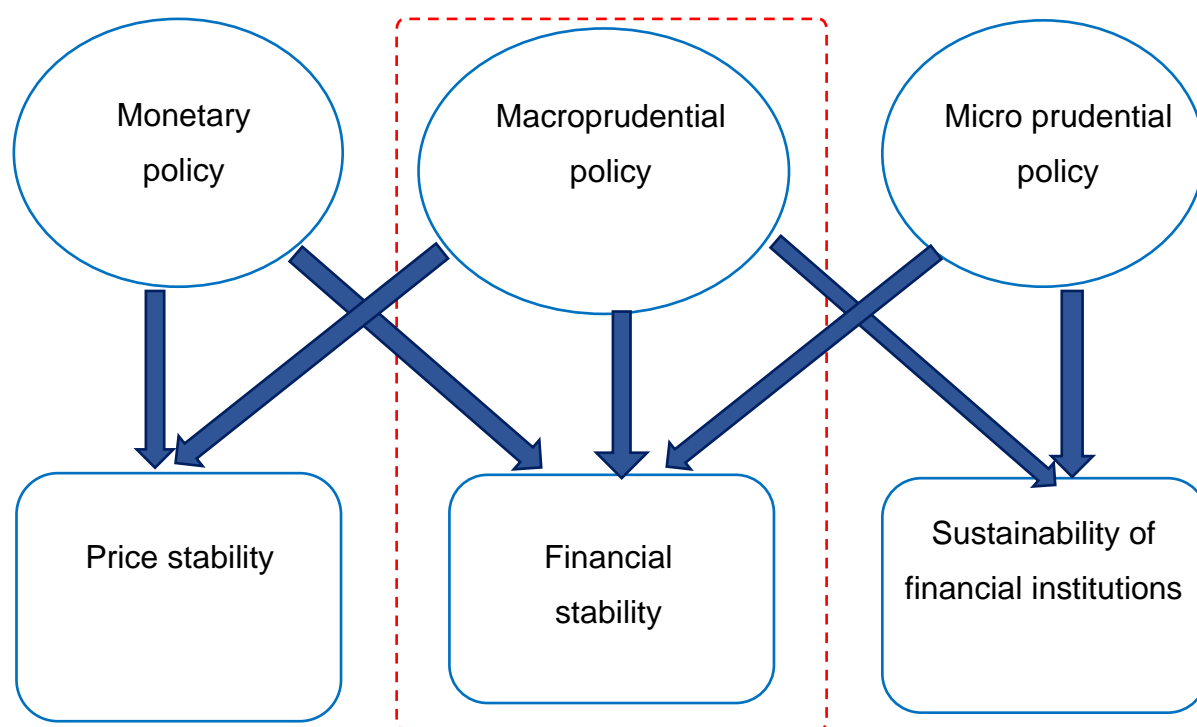 Monetary
policy
Macroprudential
policy
Micro prudential
policy
Price stability
Financial
stability
Sustainability of
financial institutions